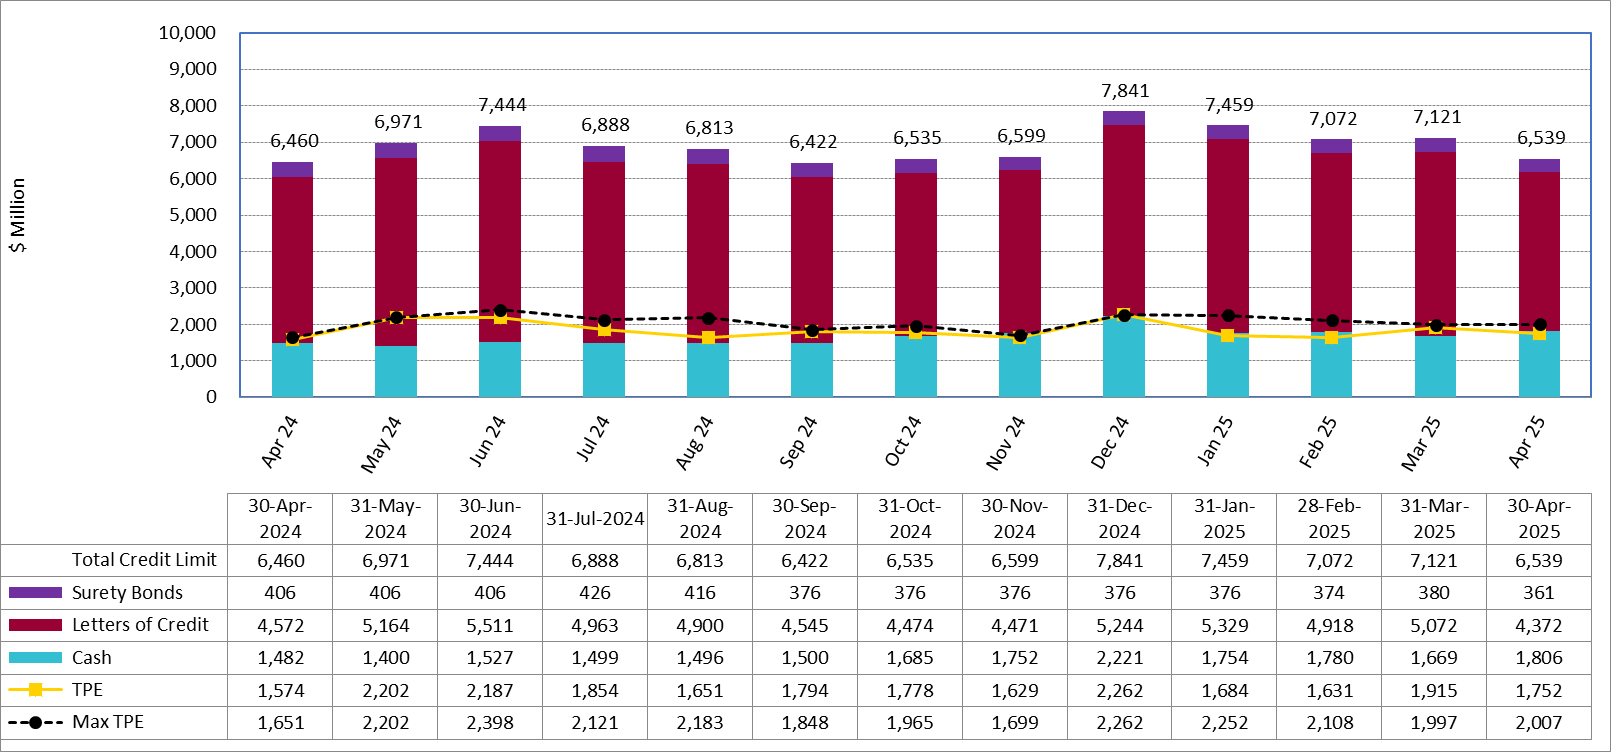 10,000
9,000
8,000
7,000
6,000
5,000
4,000
3,000
2,000
1,000
0
$ Million
6,460
6,971
7,444
6,888
6,813
6,422
6,535
6,599
7,841
7,459
7,072
7,121
6,539
Apr 24
May 24
Jun 24
Jul 24
Aug 24
Sep 24
Oct 24
Nov 24
Dec 24
Jan 25
Feb 25
Mar 25
Apr 25
30-Apr-2024 31-May-2024 30-Jun-2024 31-Jul-2024 31-Aug-2024 30-Sep-2024 31-Oct-2024 30-Nov-2024 31-Dec-2024 31-Jan-2025 28-Feb-2025 31-Mar-2025 30-Apr-2025
Total Credit Limit 6,460 6,971 7,444 6,888 6,813 6,422 6,535 6,599 7,841 7,459 7,072 7,121 6,539
Surety Bonds 406 406 406 426 416 376 376 376 376 376 374 380 361
Letters of Credit 4,572 5,164 5,511 4,963 4,900 4,545 4,474 4,471 5,244 5,329 4,918 5,072 4,372
Cash 1,482 1,400 1,527 1,499 1,496 1,500 1,685 1,752 2,221 1,754 1,780 1,669 1,806
TPE 1,574 2,202 2,187 1,854 1,651 1,794 1,778 1,629 2,262 1,684 1,631 1,915 1,752
Max TPE 1,651 2,202 2,398 2,121 2,183 1,848 1,965 1,699 2,262 2,252 2,108 1,997 2,007